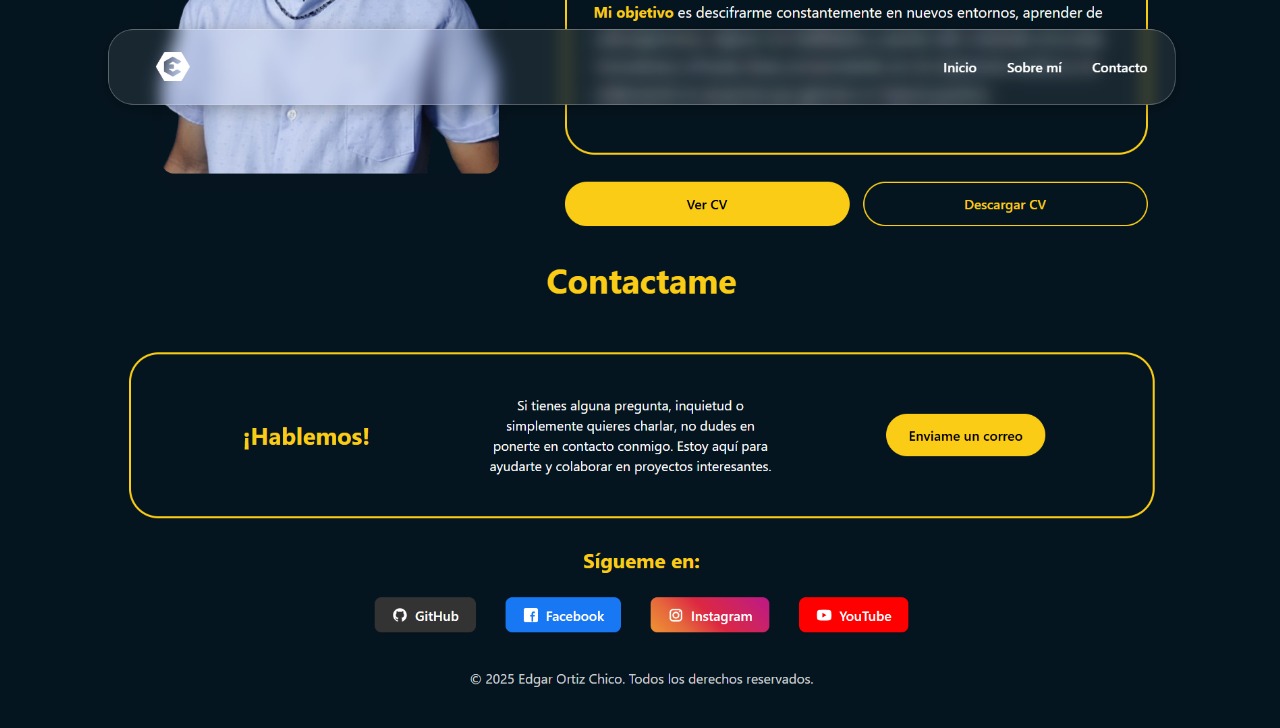 Mi objetivo es descifrarme constantemente en nuevos entornos, aprender de
Inicio Sobre mí Contacto
Ver CV Descargar CV
Contactame
¡Hablemos!
Si tienes alguna pregunta, inquietud o
simplemente quieres charlar, no dudes en
ponerte en contacto conmigo. Estoy aquí para
ayudarte y colaborar en proyectos interesantes.
Enviame un correo
Sígueme en:
GitHub Facebook Instagram YouTube
© 2025 Edgar Ortiz Chico. Todos los derechos reservados.